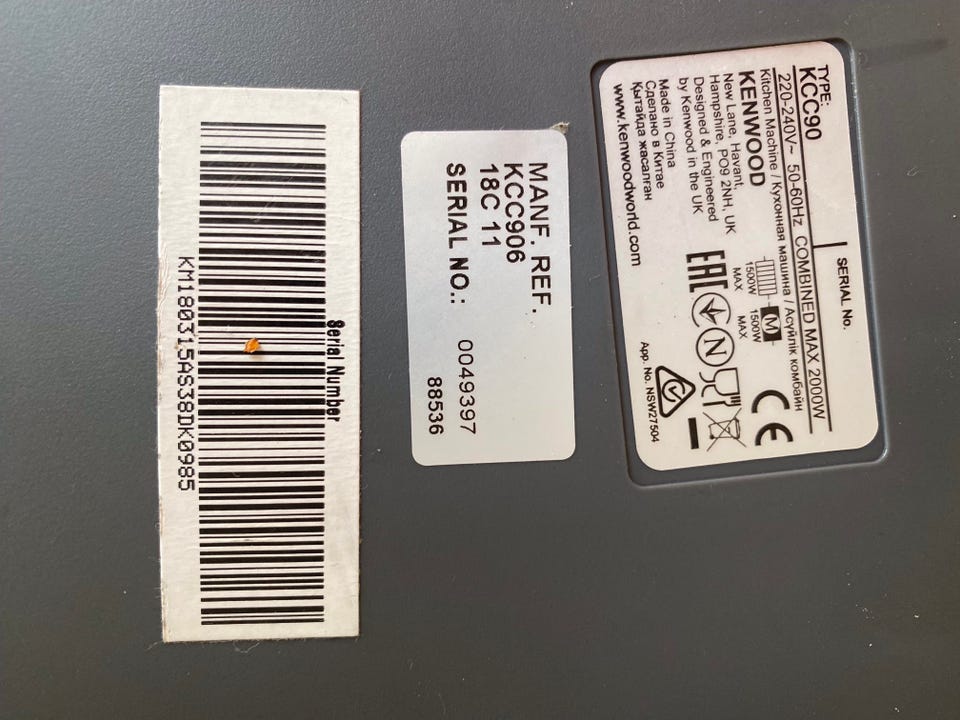 TYPE:
KCC90
SERIAL No.
220-240V~ 50-60Hz COMBINED MAX 2000W
Kitchen Machine / Кухонная машина / Асүйлік комбайн
KENWOOD
New Lane, Havant,
Hampshire, PO9 2NH, UK
Designed & Engineered
by Kenwood in the UK
Made in China
Сделано в Китае
Қытайда жасалған
www.kenwoodworld.com
1500W
MAX
M
1500W
MAX
CE
EAC
N
App. No. NSW27504
MANF. REF.
KCC906
18C 11
SERIAL NO.: 0049397
88536
Serial Number
KM180315AS38DK0985